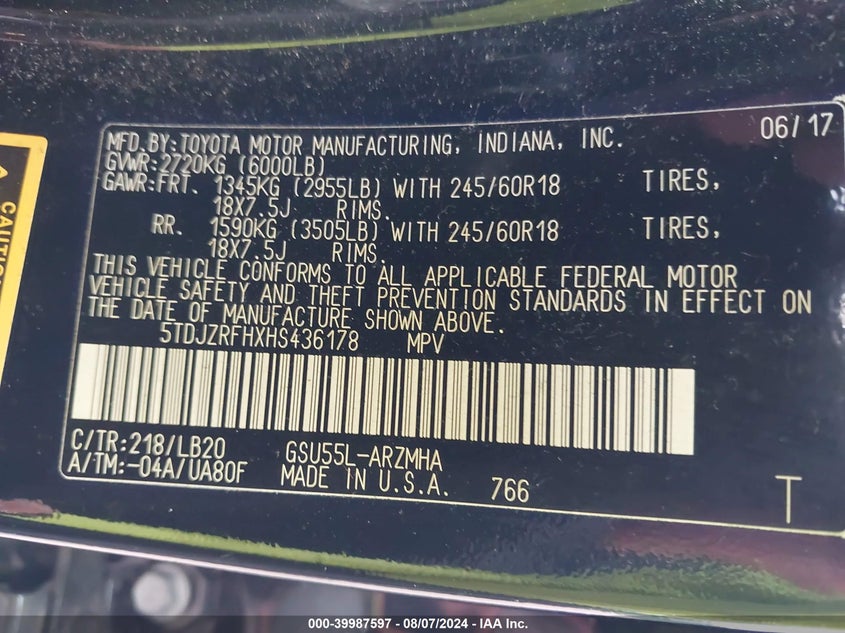 06/17
MFD.BY:TOYOTA MOTOR MANUFACTURING, INDIANA, INC.
GVWR:2720KG (6000LB)
GAWR:FRT. 1345KG (2955LB) WITH 245/60R18 TIRES,
18X7.5J RIMS.
RR. 1590KG (3505LB) WITH 245/60R18 TIRES,
18X7.5J RIMS.
THIS VEHICLE CONFORMS TO ALL APPLICABLE FEDERAL MOTOR
VEHICLE SAFETY AND THEFT PREVENTION STANDARDS IN EFFECT ON
THE DATE OF MANUFACTURE SHOWN ABOVE.
5TDJZRFHXHS436178 MPV
C/TR:218/LB20 GSU55L-ARZMHA
A/TM:-04A/UA80F MADE IN U.S.A. 766 T
CAUTION
000-39987597 - 08/07/2024 - IAA Inc.